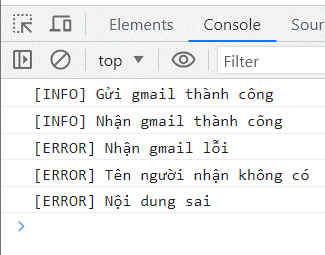 Elements Console Sources
top Filter
[INFO] Gửi gmail thành công
[INFO] Nhận gmail thành công
[ERROR] Nhận gmail lỗi
[ERROR] Tên người nhận không có
[ERROR] Nội dung sai